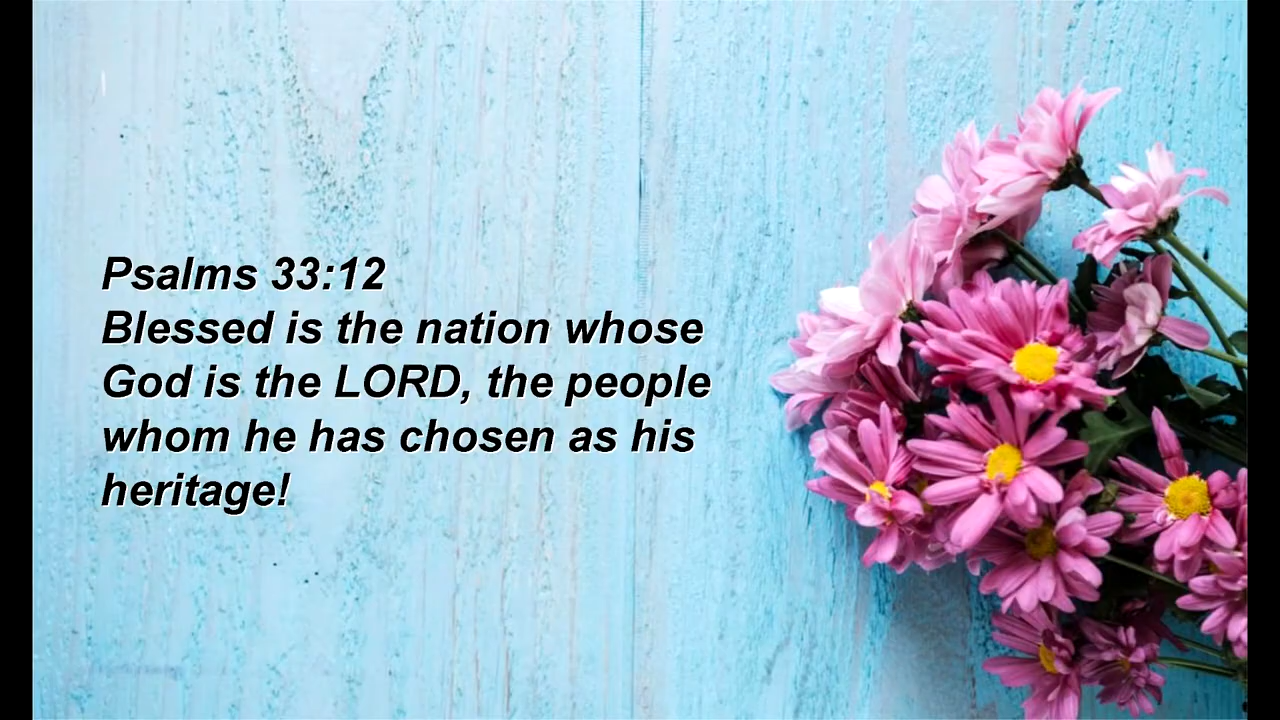 Psalms 33:12
Blessed is the nation whose
God is the LORD, the people
whom he has chosen as his
heritage!